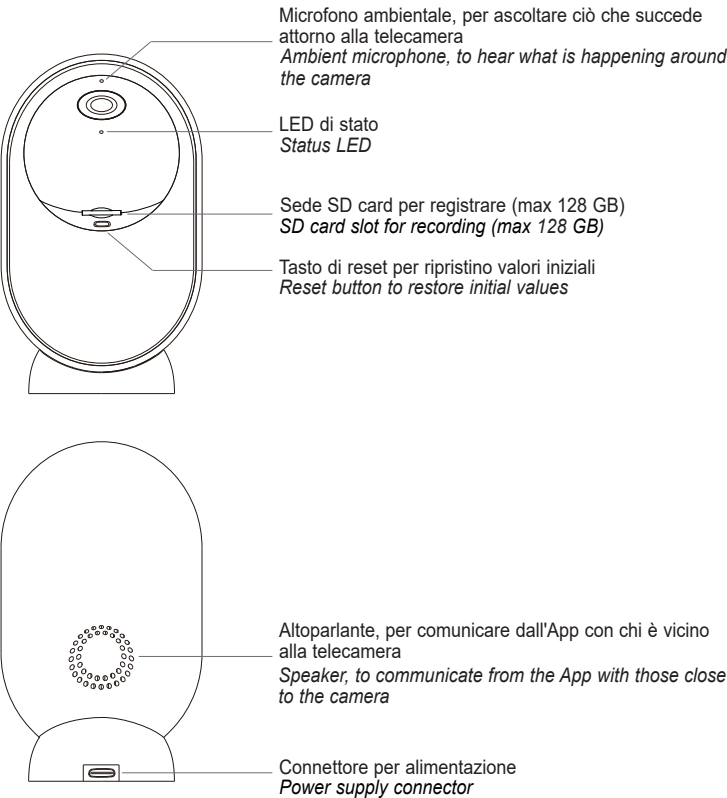 Microfono ambientale, per ascoltare ciò che succede
attorno alla telecamera
Ambient microphone, to hear what is happening around
the camera
LED di stato
Status LED
Sede SD card per registrare (max 128 GB)
SD card slot for recording (max 128 GB)
Tasto di reset per ripristino valori iniziali
Reset button to restore initial values
Altoparlante, per comunicare dall'App con chi è vicino
alla telecamera
Speaker, to communicate from the App with those close
to the camera
Connettore per alimentazione
Power supply connector